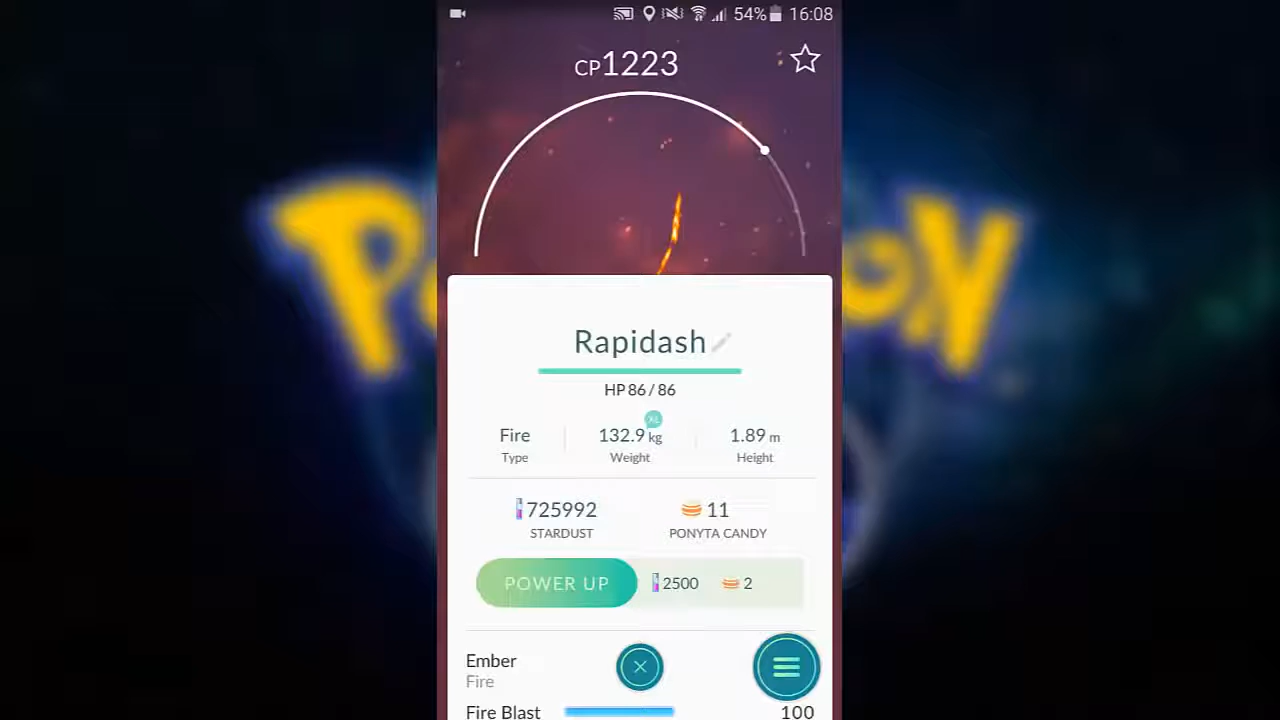 54% 16:08
CP1223
Rapidash
HP 86 / 86
XL
Fire 132.9 kg 1.89 m
Type Weight Height
725992 11
STARDUST PONYTA CANDY
POWER UP 2500 2
Ember
Fire
Fire Blast 100